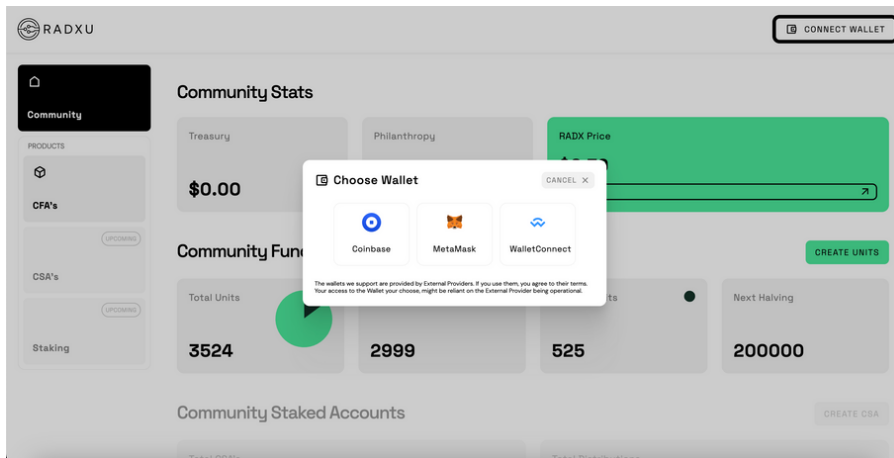 RADXU
CONNECT WALLET
Community
PRODUCTS
CFA's
UPCOMING
CSA's
UPCOMING
Staking
Community Stats
Treasury
$0.00
Philanthropy
RADX Price
Choose Wallet
CANCEL X
Coinbase
MetaMask
WalletConnect
The wallets we support are provided by External Providers. If you use them, you agree to their terms.
Your access to the Wallet your choose, might be reliant on the External Provider being operational.
Community Fun
CREATE UNITS
Total Units
3524
2999
ts
525
Next Halving
200000
Community Staked Accounts
CREATE CSA